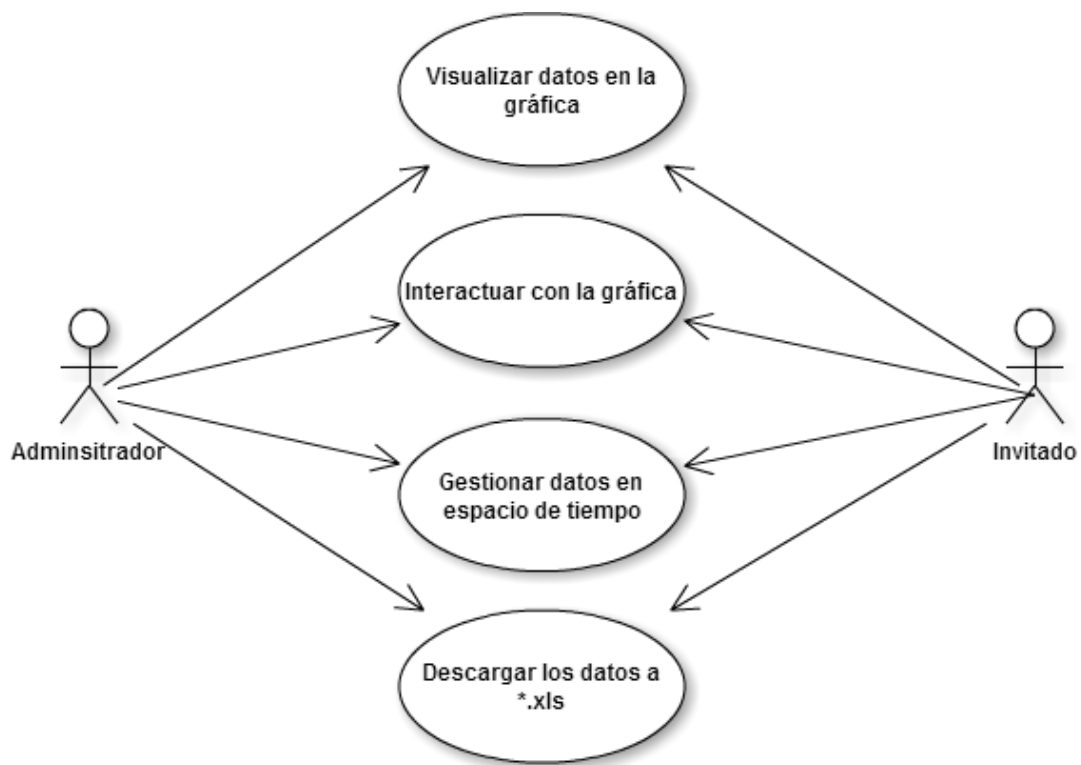 Visualizar datos en la
gráfica
Interactuar con la gráfica
Adminsitrador
Invitado
Gestionar datos en
espacio de tiempo
Descargar los datos a
*.xls